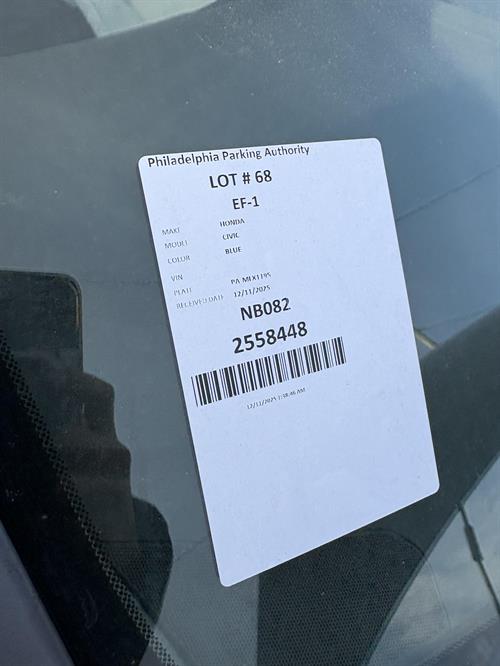 Philadelphia Parking Authority
LOT # 68
EF-1
MAKE HONDA
MODEL CIVIC
COLOR BLUE
VIN
PLATE PA MFX1195
RECEIVED DATE 12/11/2025
NB082
2558448
12/11/2025 7:38:46 AM